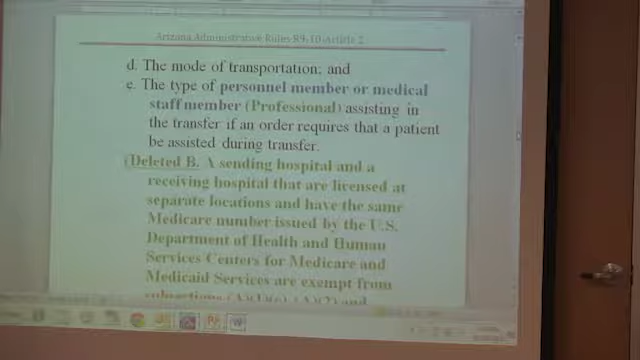 Arizona Administrative Rules R9-10-Article 2
d. The mode of transportation; and
e. The type of personnel member or medical
staff member (Professional) assisting in
the transfer if an order requires that a patient
be assisted during transfer.
(Deleted B. A sending hospital and a
receiving hospital that are licensed at
separate locations and have the same
Medicare number issued by the U.S.
Department of Health and Human
Services Centers for Medicare and
Medicaid Services are exempt from
subsections (A)(2) and